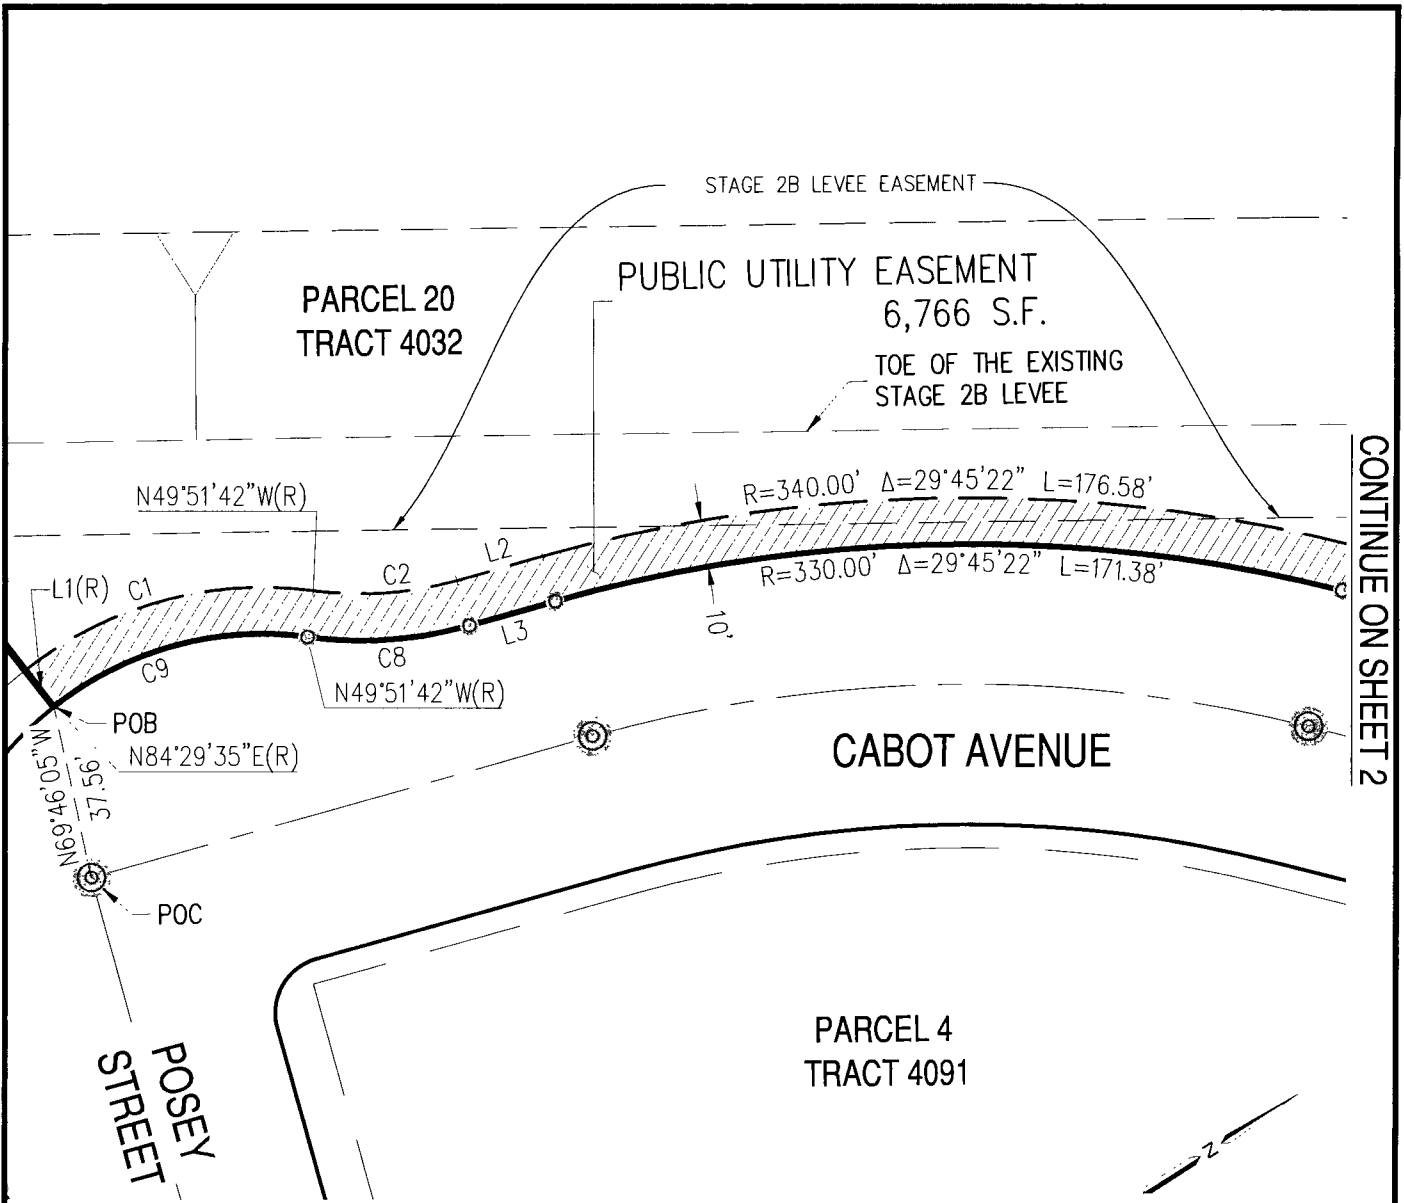 STAGE 2B LEVEE EASEMENT
PUBLIC UTILITY EASEMENT
6,766 S.F.
PARCEL 20
TRACT 4032
TOE OF THE EXISTING
STAGE 2B LEVEE
CONTINUE ON SHEET 2
N49°51'42"W(R)
R=340.00' Δ=29°45'22" L=176.58'
R=330.00' Δ=29°45'22" L=171.38'
L2
C2
C1
L1(R)
10'
L3
C8
C9
N49°51'42"W(R)
POB
N84°29'35"E(R)
N69°46'05"W
37.56'
CABOT AVENUE
POC
PARCEL 4
TRACT 4091
POSEY
STREET
N